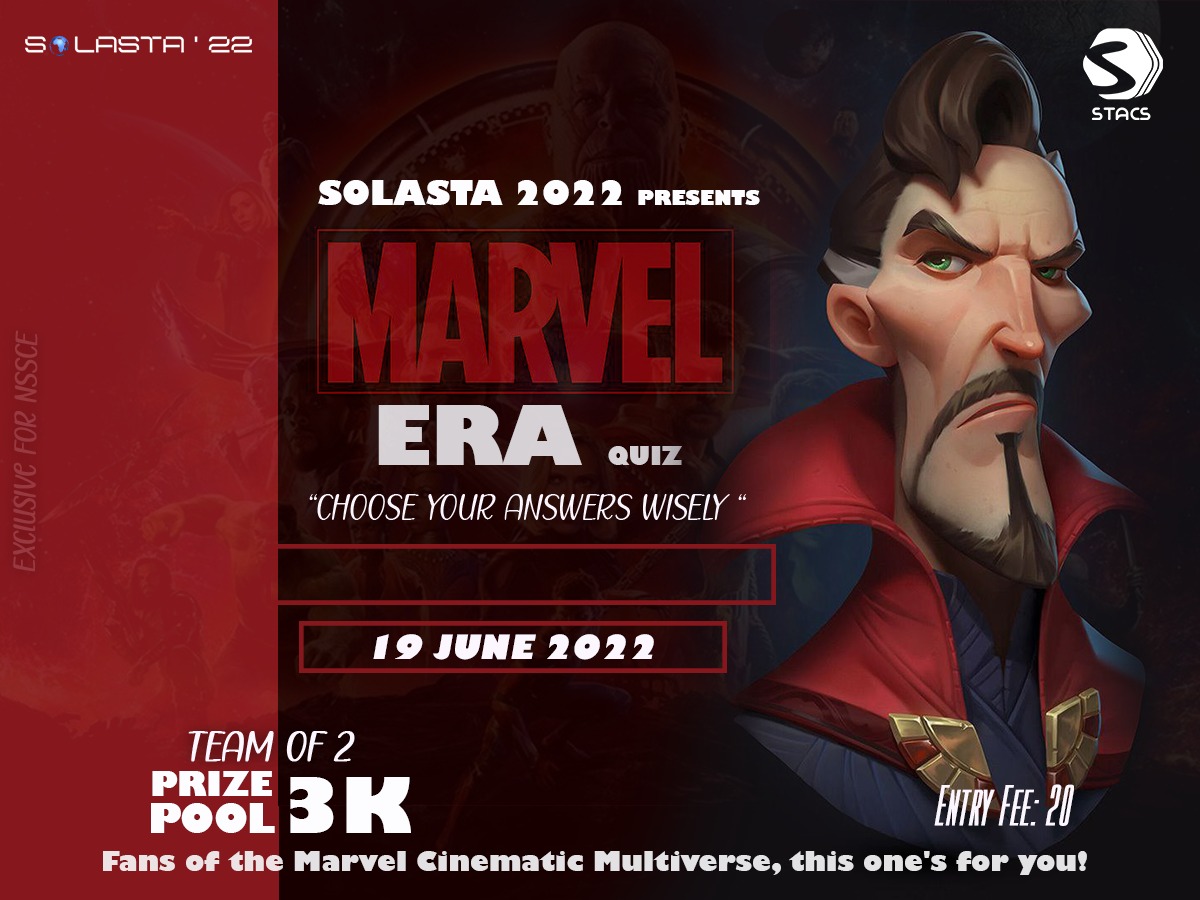 SOLASTA ' 22
STACS
SOLASTA 2022 PRESENTS
MARVEL
ERA QUIZ
“CHOOSE YOUR ANSWERS WISELY “
EXCLUSIVE FOR NSSCE
19 JUNE 2022
TEAM OF 2
PRIZE
POOL 3K
ENTRY FEE: 20
Fans of the Marvel Cinematic Multiverse, this one's for you!